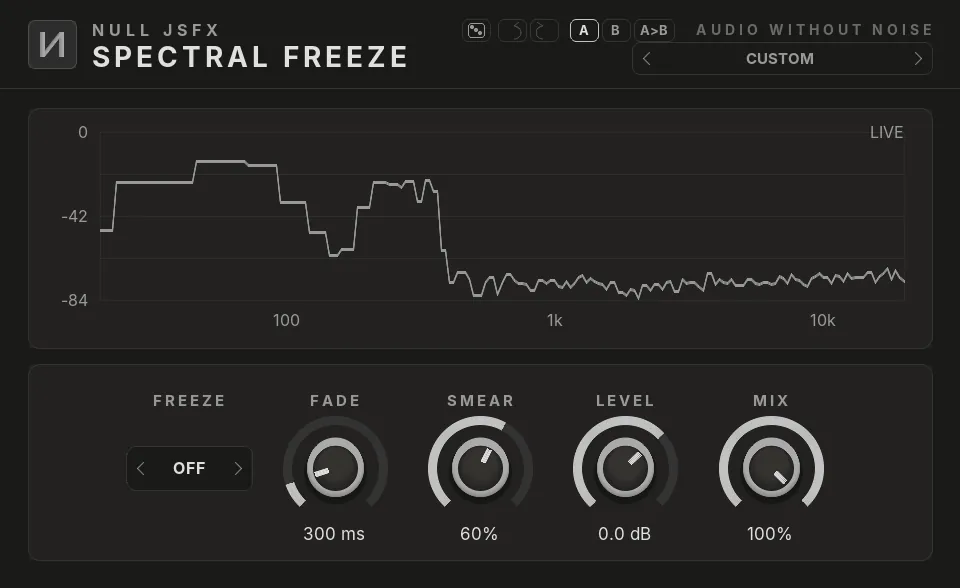 NULL JSFX
SPECTRAL FREEZE
A B A>B
AUDIO WITHOUT NOISE
CUSTOM
0
LIVE
-42
-84
100 1k 10k
FREEZE FADE SMEAR LEVEL MIX
OFF
300 ms 60% 0.0 dB 100%